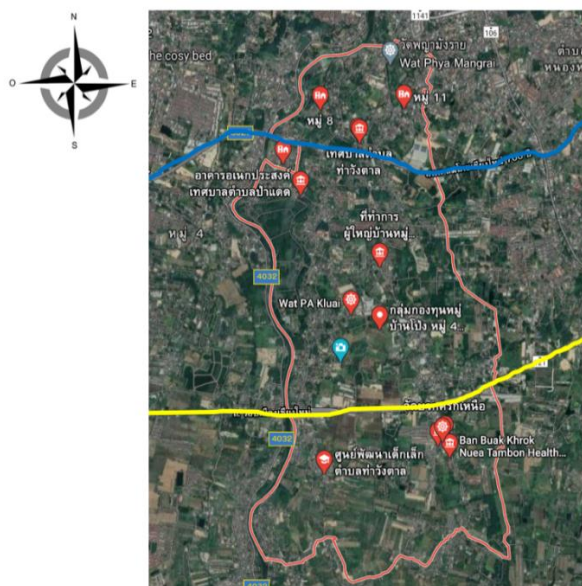 N
O
E
S
1141
106
the cosy bed
วัดพญามังราย
Wat Phya Mangrai
ตำบล
หมู่ 8
หมู่ 11
เทศบาลตำบล
ท่าวังตาล
อาคารอเนกประสงค์
เทศบาลตำบลป่าแดด
หมู่ 4
ที่ทำการ
ผู้ใหญ่บ้านหมู่...
4032
Wat PA Kluai
กลุ่มกองทุนหมู่
บ้านโป่ง หมู่ 4...
4032
Ban Buak Khrok
Nuea Tambon Health...
ศูนย์พัฒนาเด็กเล็ก
ตำบลท่าวังตาล